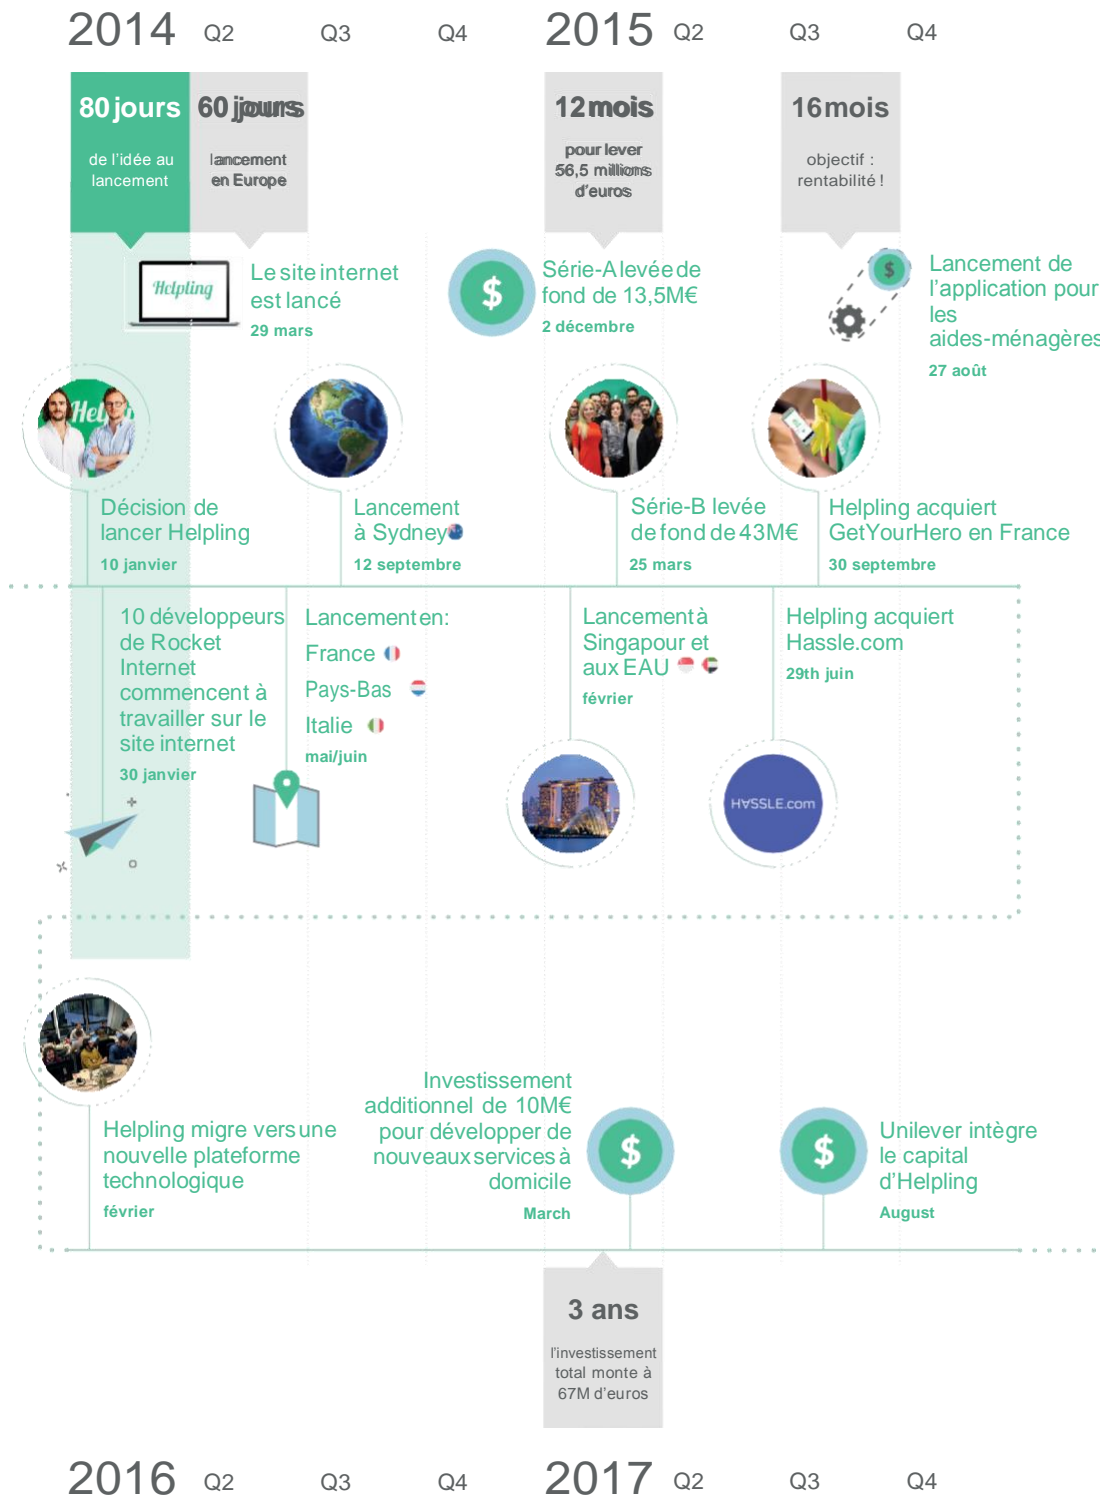 2014 Q2 Q3 Q4 2015 Q2 Q3 Q4
80 jours
de l'idée au
lancement
60 jours
lancement
en Europe
12 mois
pour lever
56,5 millions
d'euros
16 mois
objectif :
rentabilité !
Helpling
Le site internet
est lancé
29 mars
$
Série-A levée de
fond de 13,5M€
2 décembre
$
Lancement de
l'application pour
les
aides-ménagères
27 août
Décision de
lancer Helpling
10 janvier
Lancement
à Sydney
12 septembre
Série-B levée
de fond de 43M€
25 mars
Helpling acquiert
GetYourHero en France
30 septembre
10 développeurs
de Rocket
Internet
commencent à
travailler sur le
site internet
30 janvier
Lancement en:
France
Pays-Bas
Italie
mai/juin
Lancement à
Singapour et
aux EAU
février
Helpling acquiert
Hassle.com
29th juin
HASSLE.com
Helpling migre vers une
nouvelle plateforme
technologique
février
Investissement
additionnel de 10M€
pour développer de
nouveaux services à
domicile
March
$
$
Unilever intègre
le capital
d'Helpling
August
3 ans
l'investissement
total monte à
67M d'euros
2016 Q2 Q3 Q4 2017 Q2 Q3 Q4